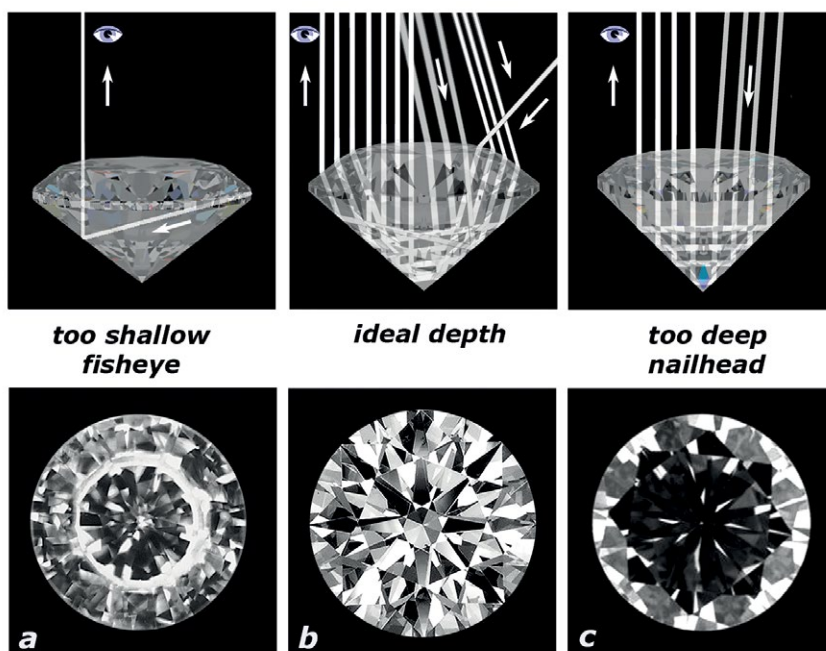 too shallow
fisheye
ideal depth
too deep
nailhead
a
b
c